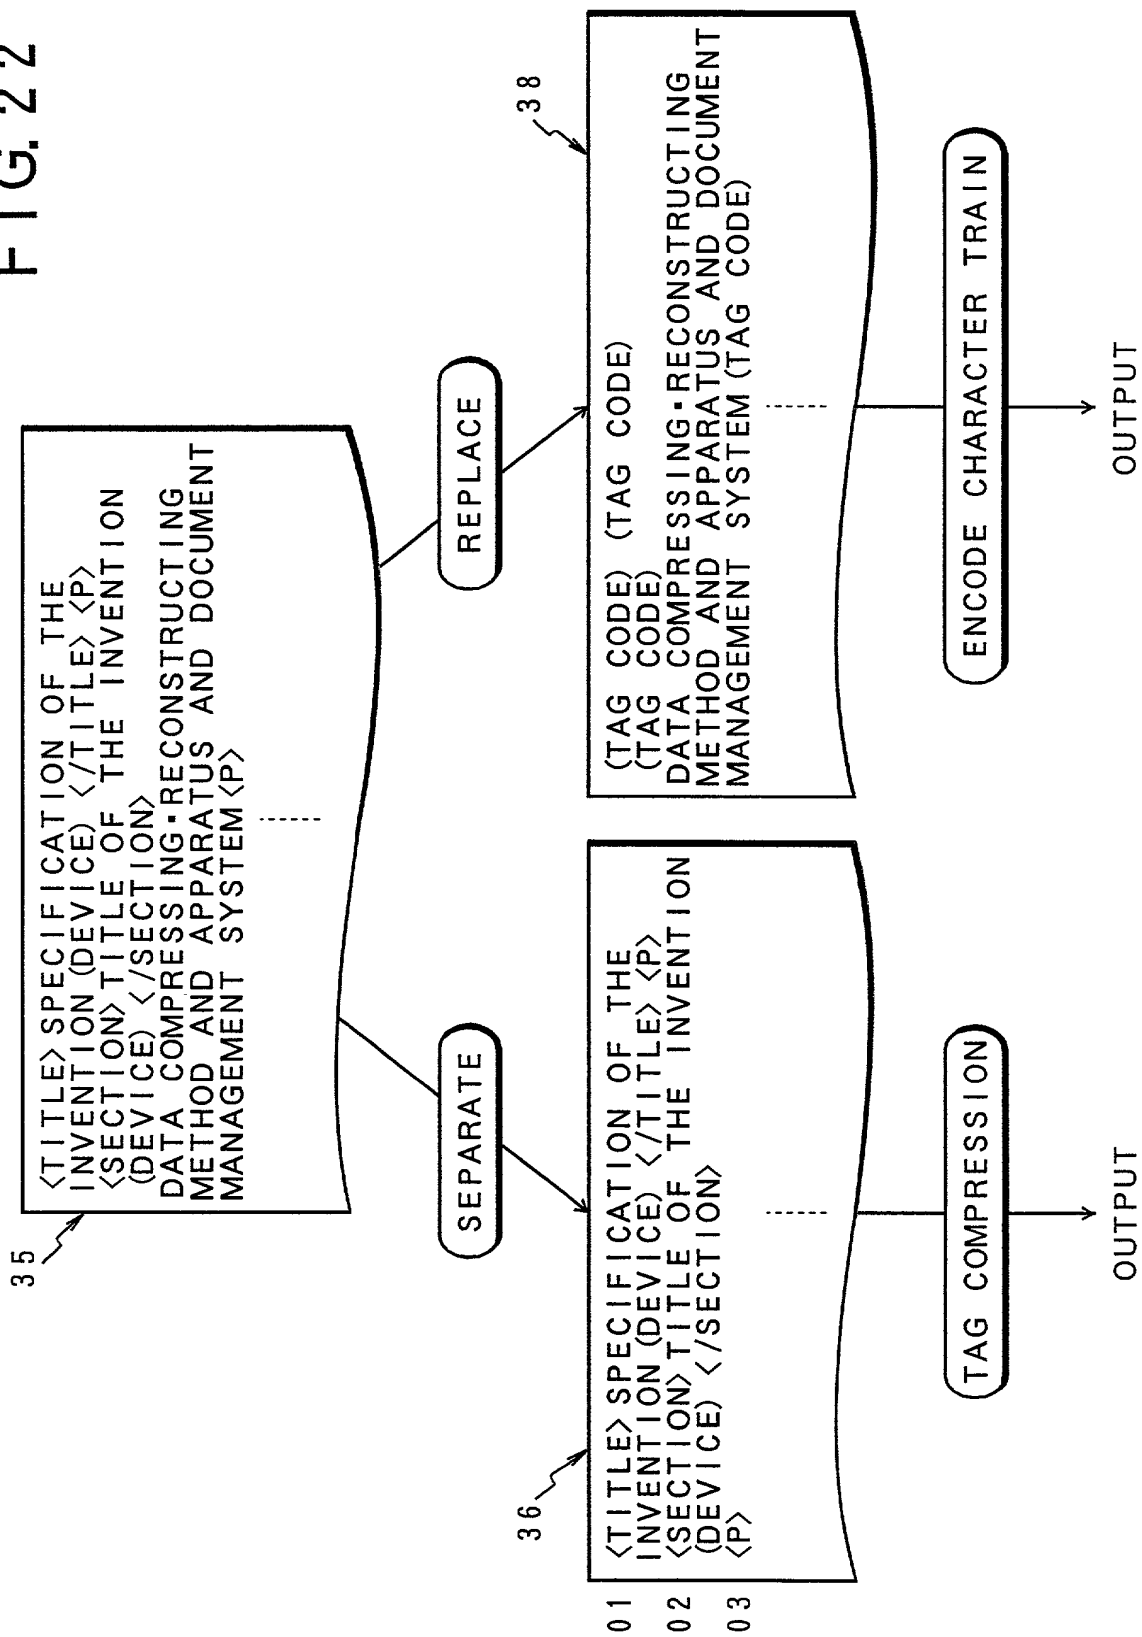 FIG. 22
35
<TITLE> SPECIFICATION OF THE
INVENTION (DEVICE) </TITLE> <P>
<SECTION> TITLE OF THE INVENTION
(DEVICE) </SECTION>
DATA COMPRESSING·RECONSTRUCTING
METHOD AND APPARATUS AND DOCUMENT
MANAGEMENT SYSTEM <P>
SEPARATE
REPLACE
36
01 <TITLE> SPECIFICATION OF THE
INVENTION (DEVICE) </TITLE> <P>
02 <SECTION> TITLE OF THE INVENTION
(DEVICE) </SECTION>
03 <P>
38
(TAG CODE) (TAG CODE)
(TAG CODE)
DATA COMPRESSING·RECONSTRUCTING
METHOD AND APPARATUS AND DOCUMENT
MANAGEMENT SYSTEM (TAG CODE)
TAG COMPRESSION
ENCODE CHARACTER TRAIN
OUTPUT
OUTPUT